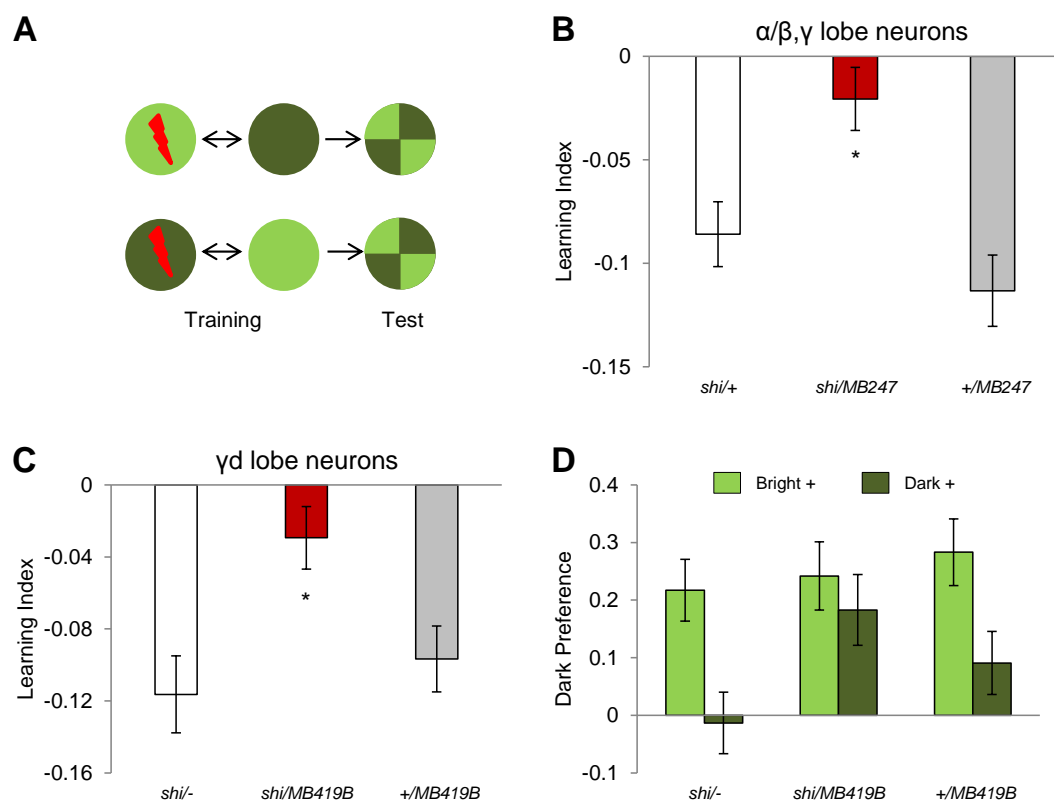 A
Training
Test
B
α/β,γ lobe neurons
Learning Index
0
-0.05
-0.1
-0.15
*
shi/+
shi/MB247
+/MB247
C
γd lobe neurons
Learning Index
0
-0.04
-0.08
-0.12
-0.16
*
shi/-
shi/MB419B
+/MB419B
D
Bright +
Dark +
Dark Preference
0.4
0.3
0.2
0.1
0
-0.1
shi/-
shi/MB419B
+/MB419B